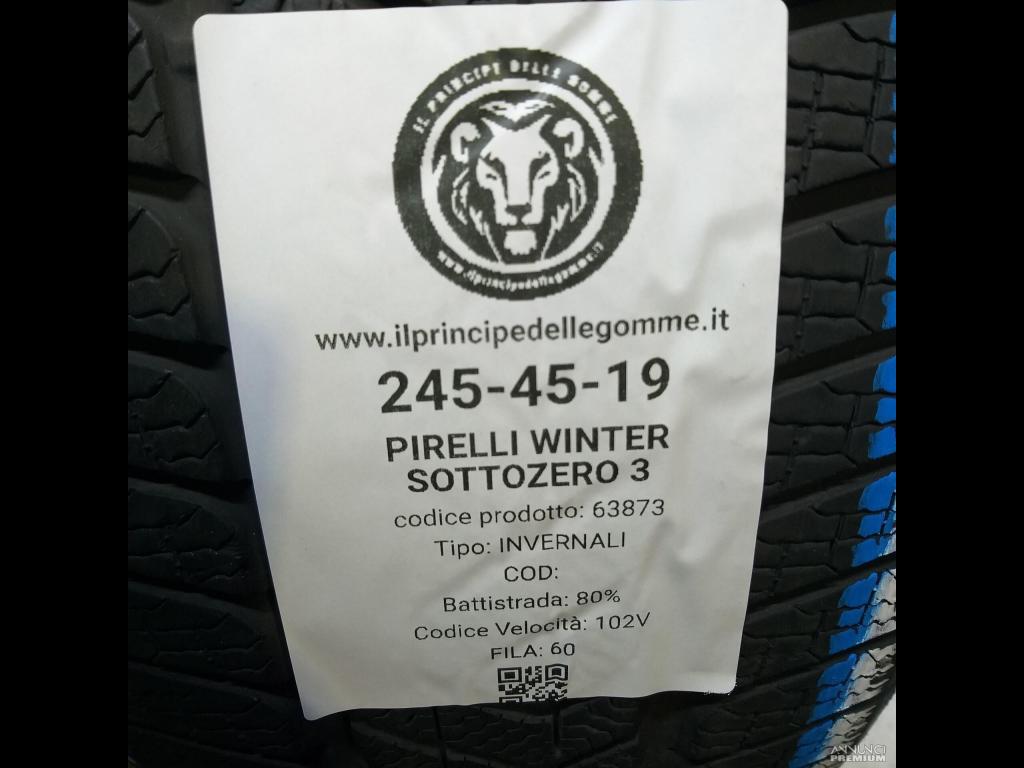 IL PRINCIPE DELLE GOMME
www.ilprincipedellegomme.it
www.ilprincipedellegomme.it
245-45-19
PIRELLI WINTER
SOTTOZERO 3
codice prodotto: 63873
Tipo: INVERNALI
COD:
Battistrada: 80%
Codice Velocità: 102V
FILA: 60
ANNUNCI
PREMIUM